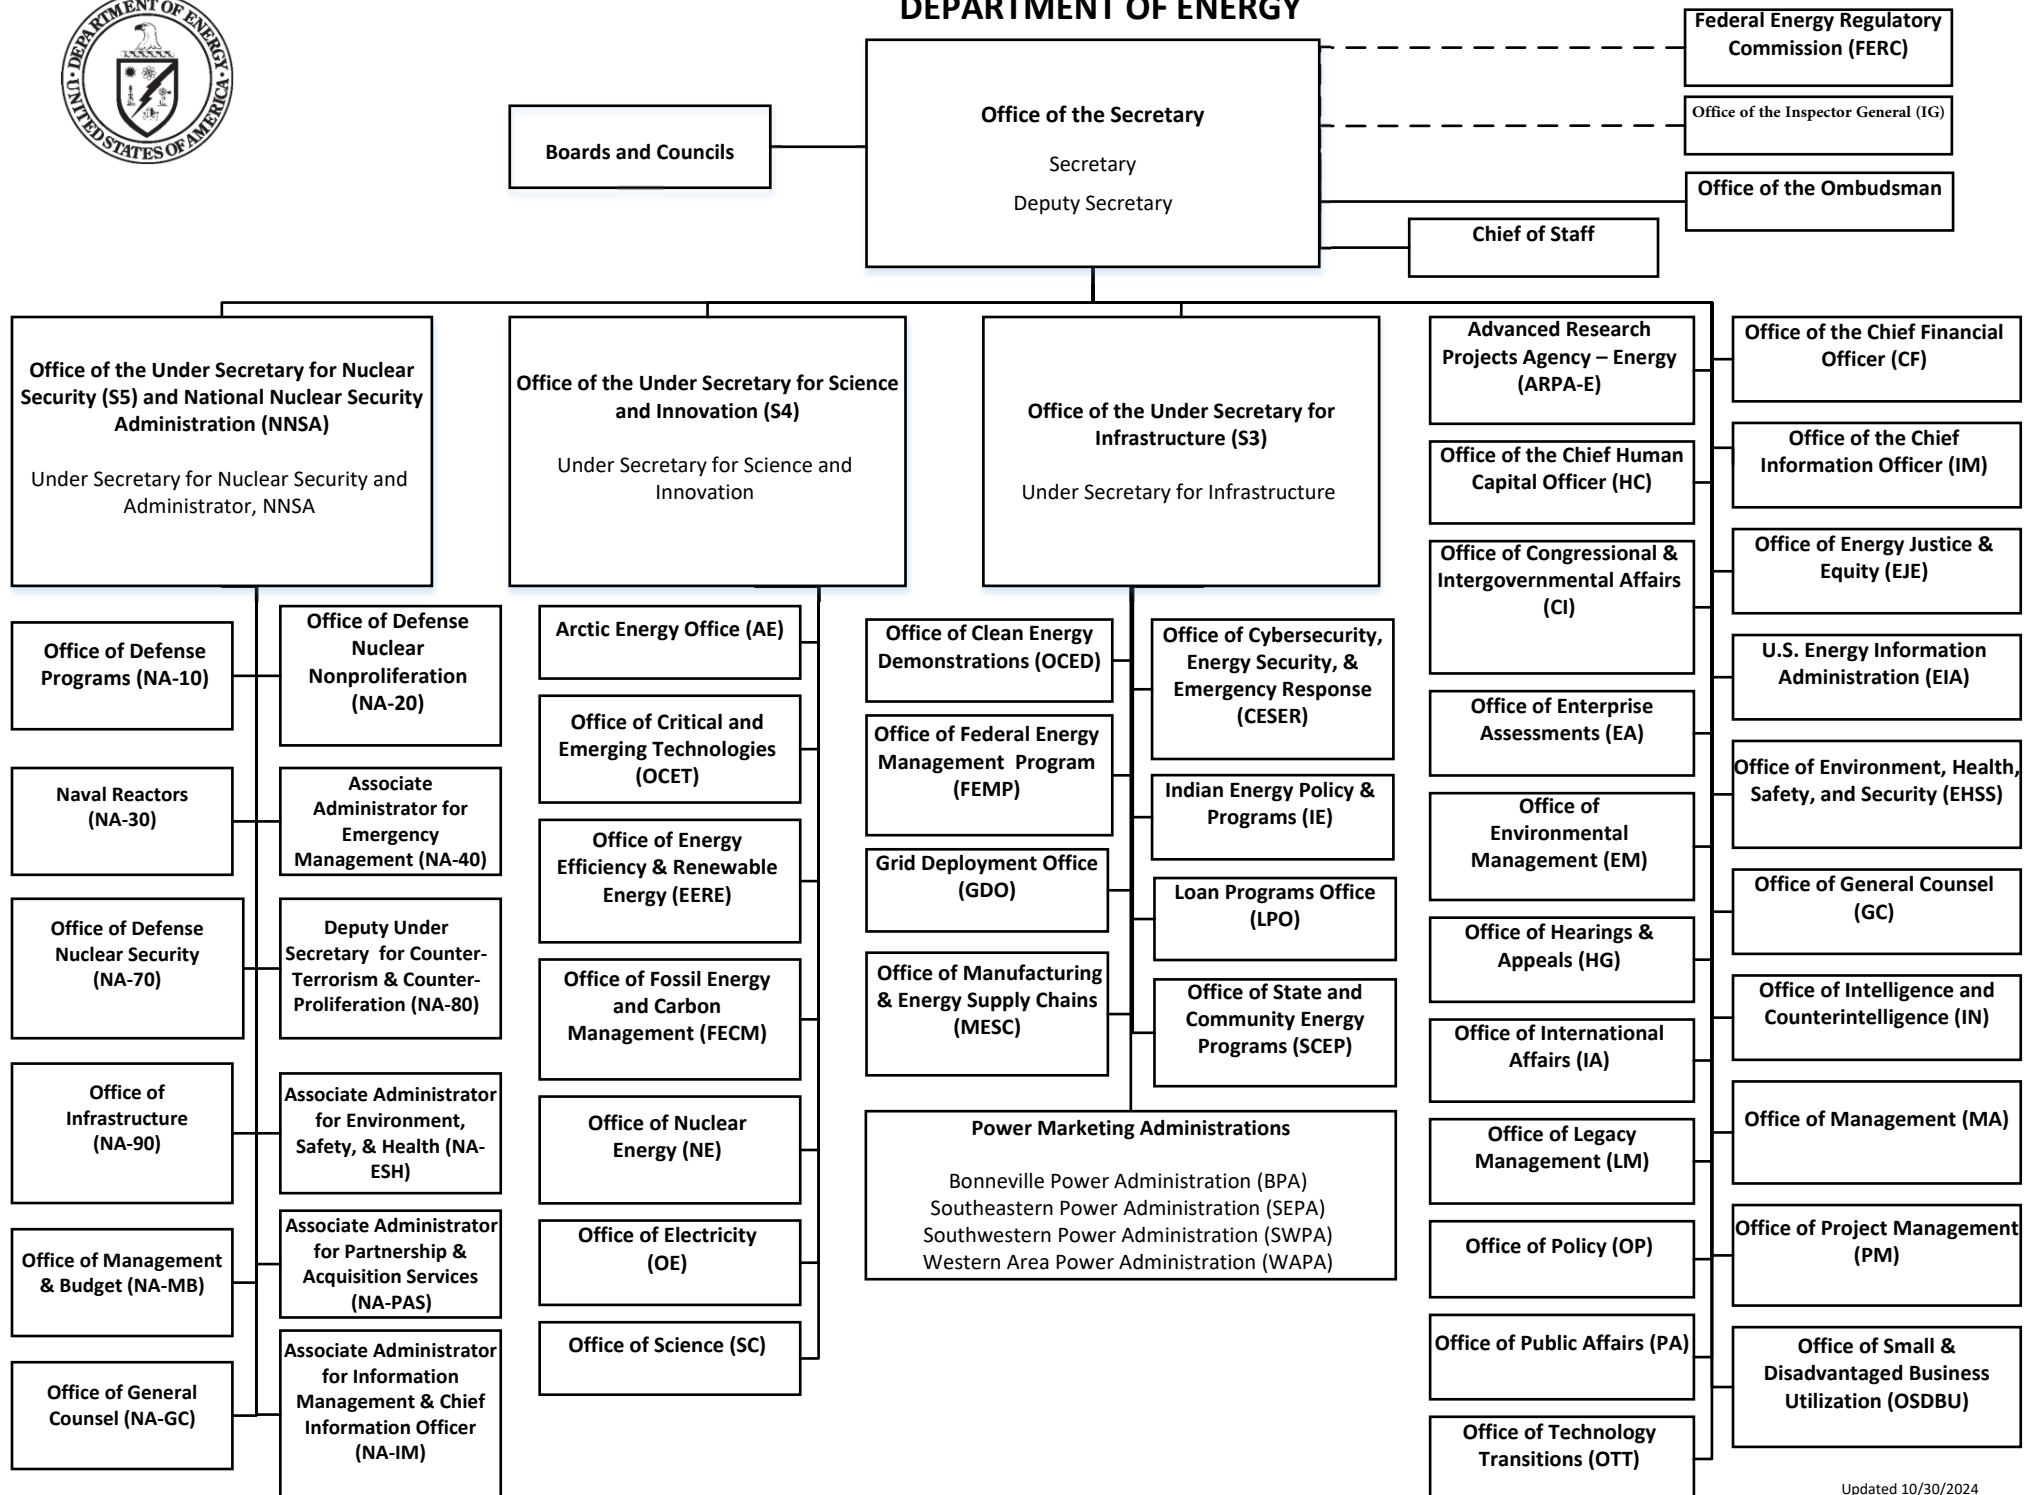 DEPARTMENT OF ENERGY
DEPARTMENT OF ENERGY
UNITED STATES OF AMERICA
Federal Energy Regulatory
Commission (FERC)
Office of the Inspector General (IG)
Office of the Secretary
Secretary
Deputy Secretary
Boards and Councils
Office of the Ombudsman
Chief of Staff
Office of the Under Secretary for Nuclear
Security (S5) and National Nuclear Security
Administration (NNSA)
Under Secretary for Nuclear Security and
Administrator, NNSA
Office of the Under Secretary for Science
and Innovation (S4)
Under Secretary for Science and
Innovation
Office of the Under Secretary for
Infrastructure (S3)
Under Secretary for Infrastructure
Office of Defense
Programs (NA-10)
Office of Defense
Nuclear
Nonproliferation
(NA-20)
Naval Reactors
(NA-30)
Associate
Administrator for
Emergency
Management (NA-40)
Office of Defense
Nuclear Security
(NA-70)
Deputy Under
Secretary for Counter-
Terrorism & Counter-
Proliferation (NA-80)
Office of
Infrastructure
(NA-90)
Associate Administrator
for Environment,
Safety, & Health (NA-
ESH)
Office of Management
& Budget (NA-MB)
Associate Administrator
for Partnership &
Acquisition Services
(NA-PAS)
Office of General
Counsel (NA-GC)
Associate Administrator
for Information
Management & Chief
Information Officer
(NA-IM)
Arctic Energy Office (AE)
Office of Critical and
Emerging Technologies
(OCET)
Office of Energy
Efficiency & Renewable
Energy (EERE)
Office of Fossil Energy
and Carbon
Management (FECM)
Office of Nuclear
Energy (NE)
Office of Electricity
(OE)
Office of Science (SC)
Office of Clean Energy
Demonstrations (OCED)
Office of Federal Energy
Management Program
(FEMP)
Grid Deployment Office
(GDO)
Office of Manufacturing
& Energy Supply Chains
(MESC)
Office of Cybersecurity,
Energy Security, &
Emergency Response
(CESER)
Indian Energy Policy &
Programs (IE)
Loan Programs Office
(LPO)
Office of State and
Community Energy
Programs (SCEP)
Power Marketing Administrations
Bonneville Power Administration (BPA)
Southeastern Power Administration (SEPA)
Southwestern Power Administration (SWPA)
Western Area Power Administration (WAPA)
Advanced Research
Projects Agency – Energy
(ARPA-E)
Office of the Chief Human
Capital Officer (HC)
Office of Congressional &
Intergovernmental Affairs
(CI)
Office of Enterprise
Assessments (EA)
Office of
Environmental
Management (EM)
Office of Hearings &
Appeals (HG)
Office of International
Affairs (IA)
Office of Legacy
Management (LM)
Office of Policy (OP)
Office of Public Affairs (PA)
Office of Technology
Transitions (OTT)
Office of the Chief Financial
Officer (CF)
Office of the Chief
Information Officer (IM)
Office of Energy Justice &
Equity (EJE)
U.S. Energy Information
Administration (EIA)
Office of Environment, Health,
Safety, and Security (EHSS)
Office of General Counsel
(GC)
Office of Intelligence and
Counterintelligence (IN)
Office of Management (MA)
Office of Project Management
(PM)
Office of Small &
Disadvantaged Business
Utilization (OSDBU)
Updated 10/30/2024